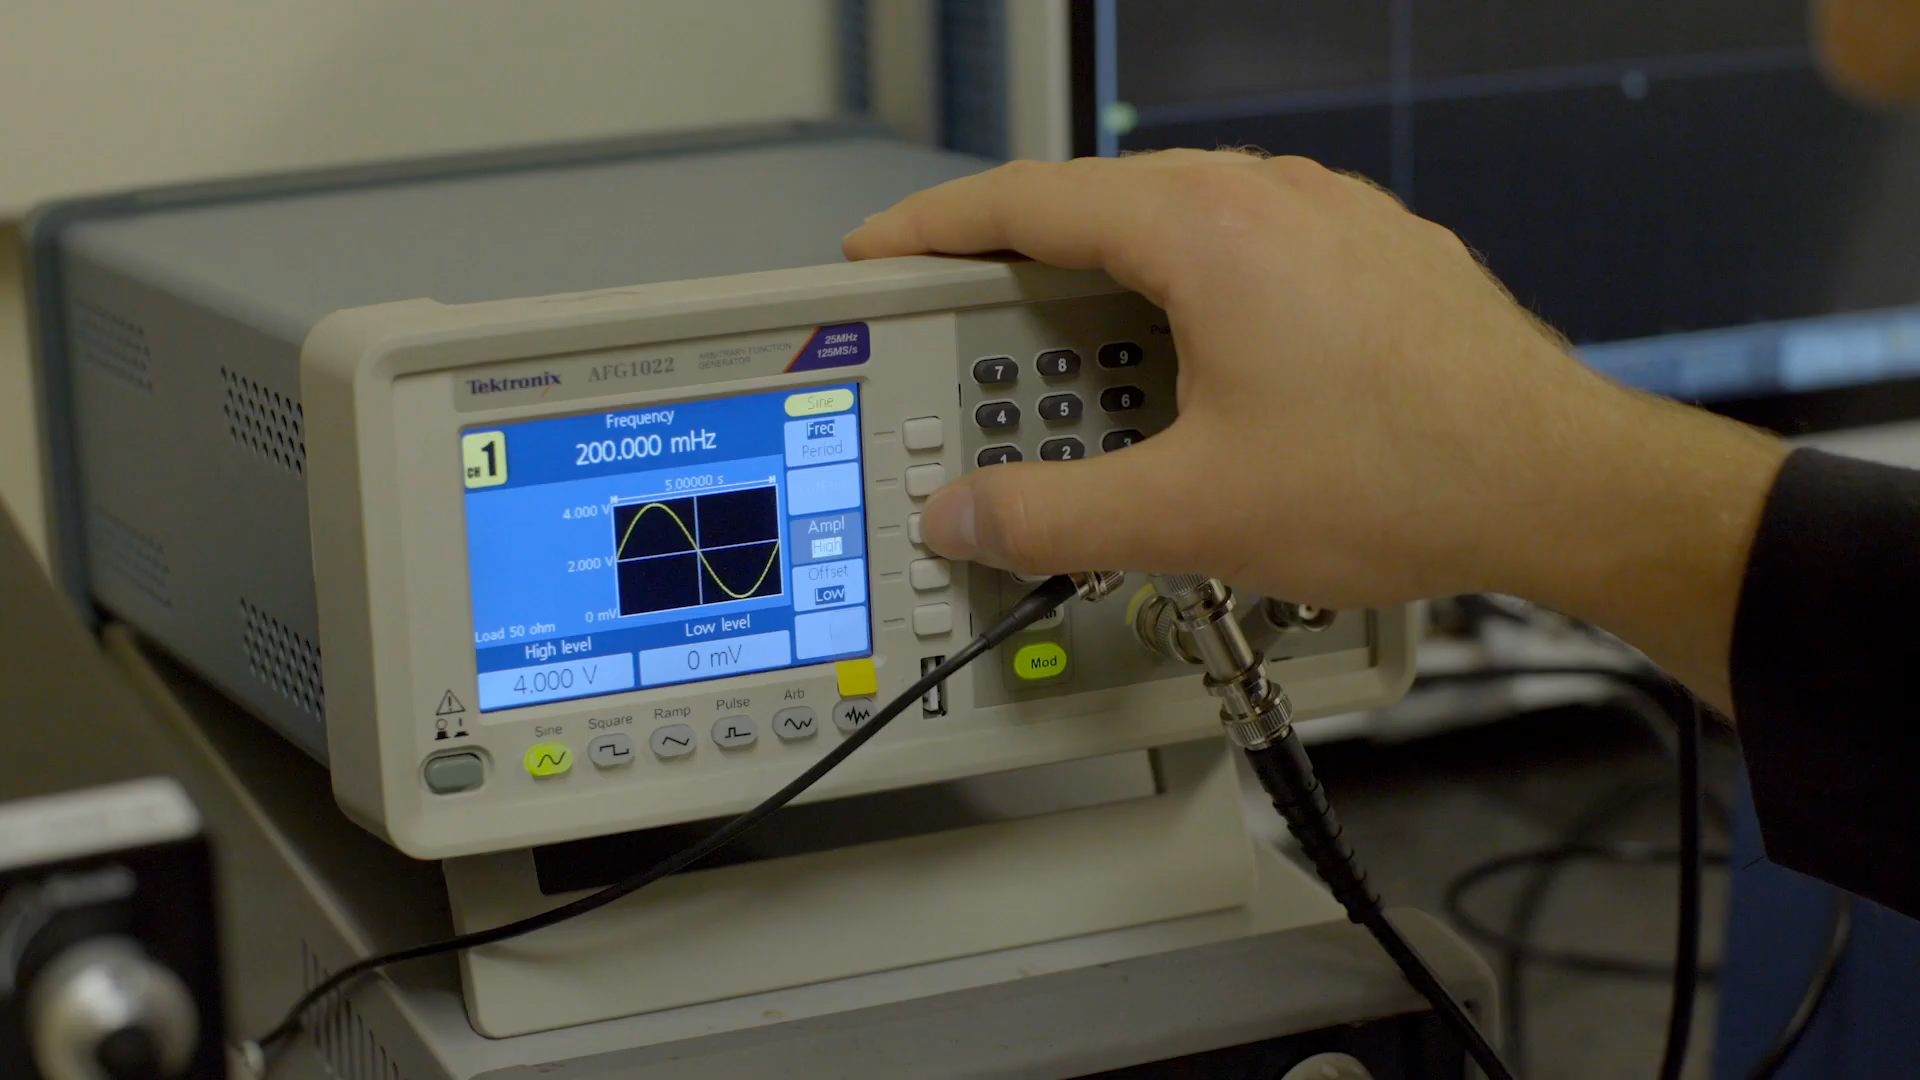 Tektronix AFG1022 ARBITRARY FUNCTION GENERATOR
25MHz
125MS/s
CH 1
Frequency
200.000 mHz
Sine
Freq
Period
5.00000 s
4.000 V
2.000 V
0 mV
Ampl
High
Offset
Low
Load 50 ohm
High level
4.000 V
Low level
0 mV
Sine
Square
Ramp
Pulse
Arb
7 8 9
4 5 6
1 2 3
Mod